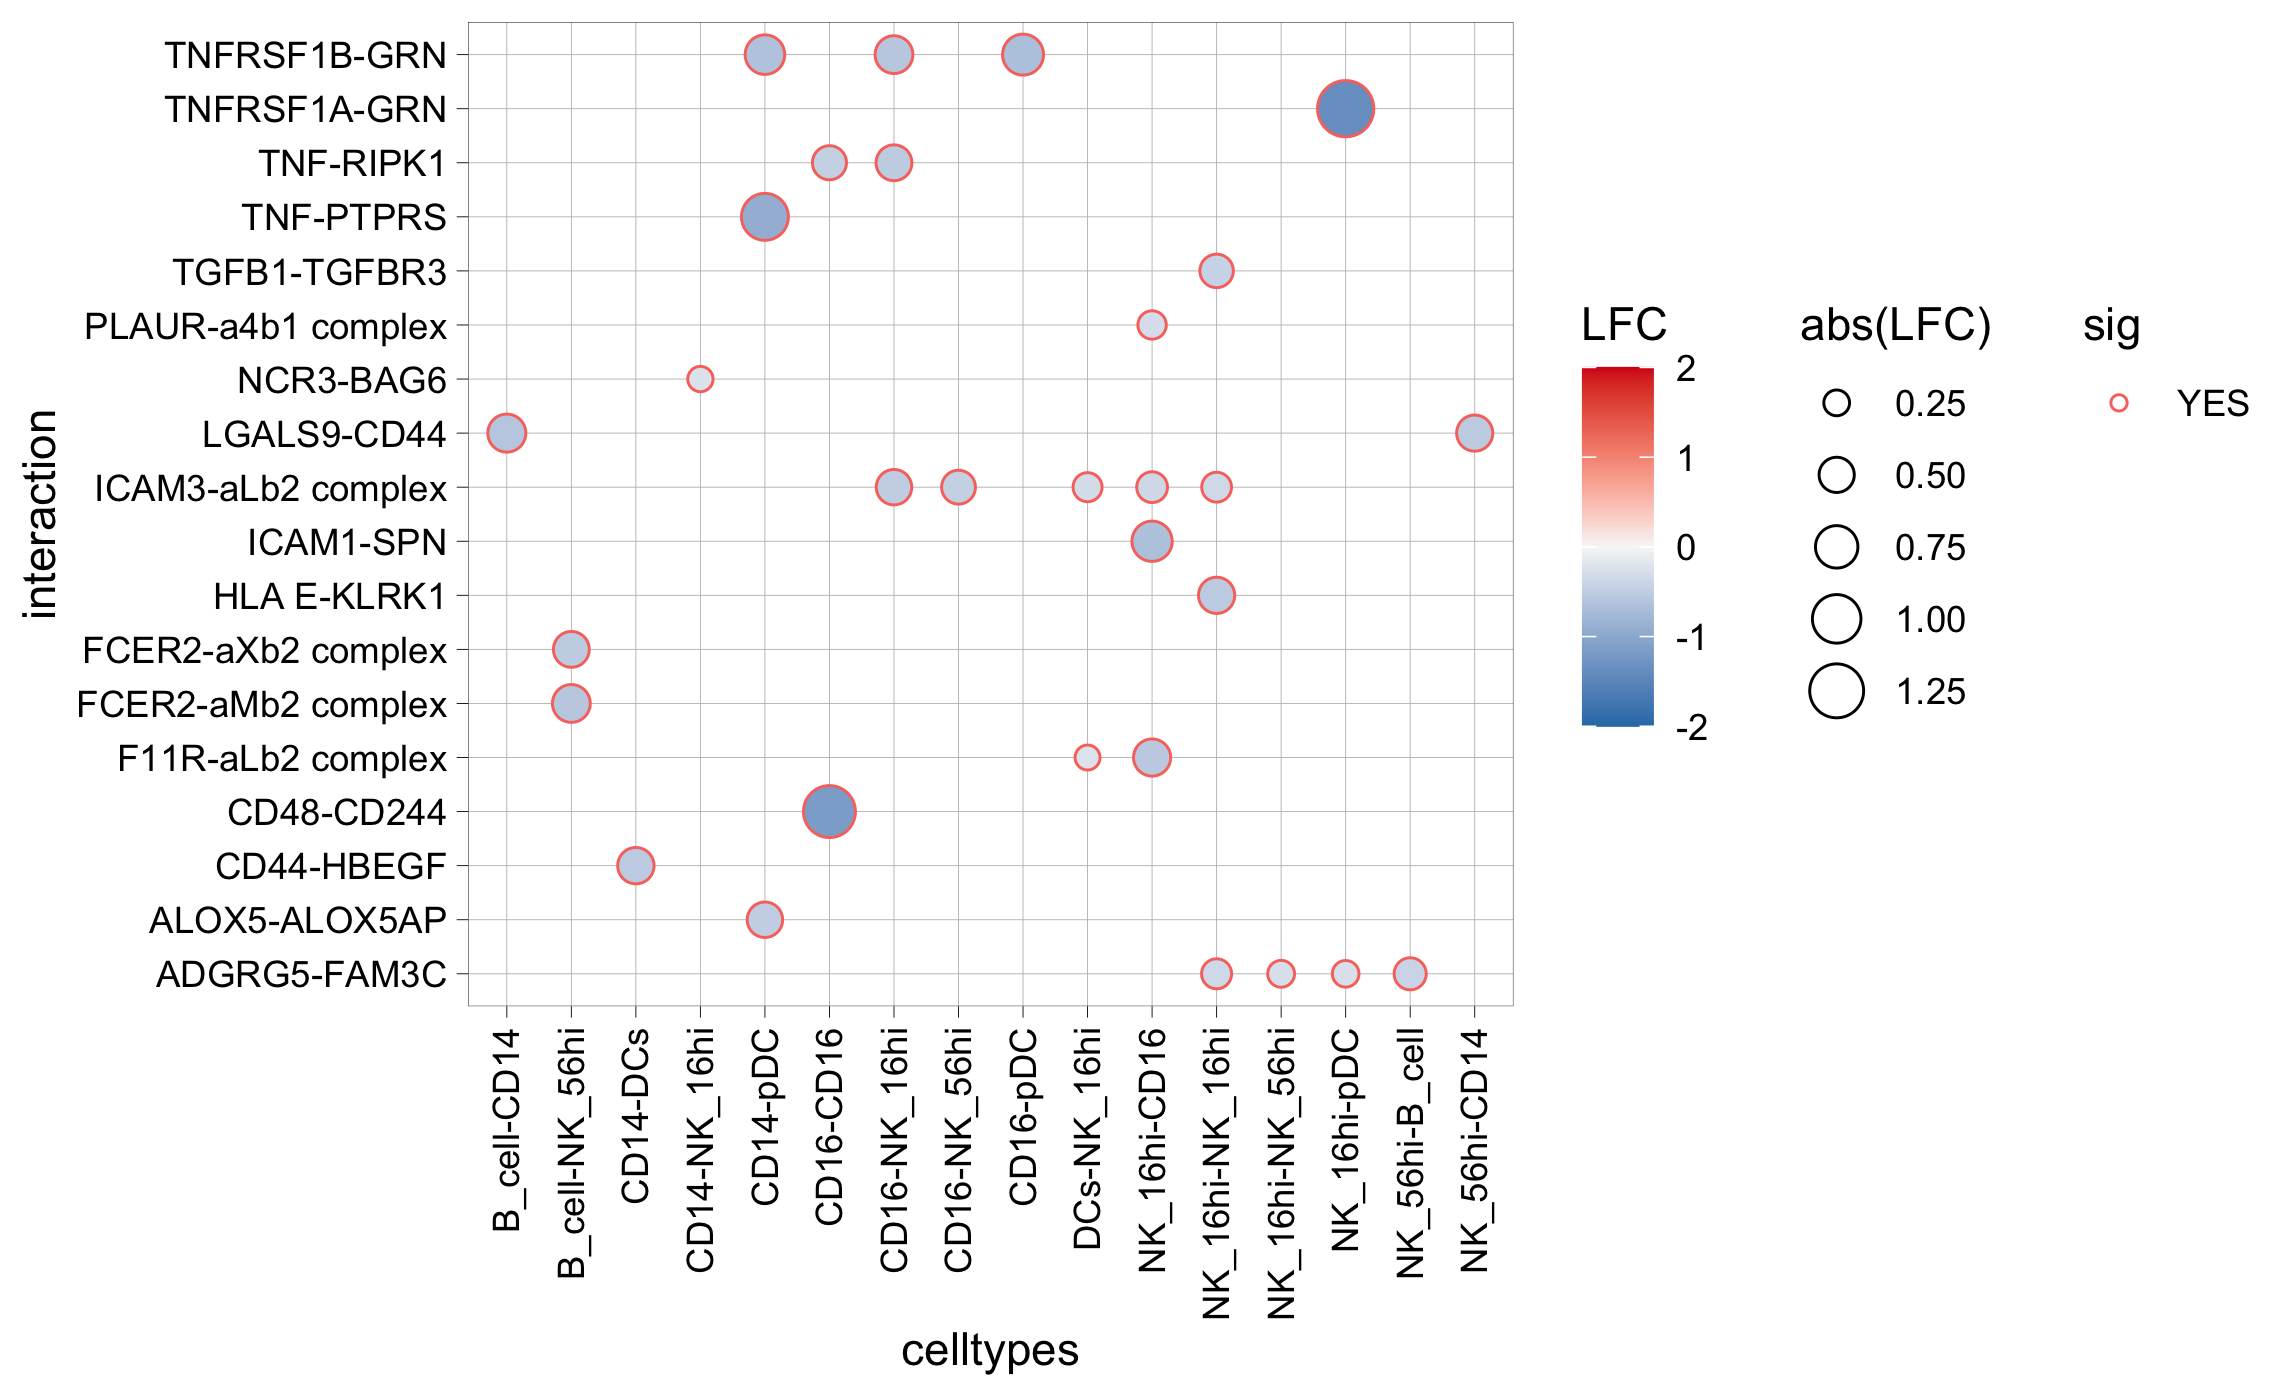 TNFRSF1B-GRN
TNFRSF1A-GRN
TNF-RIPK1
TNF-PTPRS
TGFB1-TGFBR3
PLAUR-a4b1 complex
NCR3-BAG6
LGALS9-CD44
ICAM3-aLb2 complex
ICAM1-SPN
HLA E-KLRK1
FCER2-aXb2 complex
FCER2-aMb2 complex
F11R-aLb2 complex
CD48-CD244
CD44-HBEGF
ALOX5-ALOX5AP
ADGRG5-FAM3C
interaction
B_cell-CD14
B_cell-NK_56hi
CD14-DCs
CD14-NK_16hi
CD14-pDC
CD16-CD16
CD16-NK_16hi
CD16-NK_56hi
CD16-pDC
DCs-NK_16hi
NK_16hi-CD16
NK_16hi-NK_16hi
NK_16hi-NK_56hi
NK_16hi-pDC
NK_56hi-B_cell
NK_56hi-CD14
celltypes
LFC
2
1
0
-1
-2
abs(LFC)
0.25
0.50
0.75
1.00
1.25
sig
YES